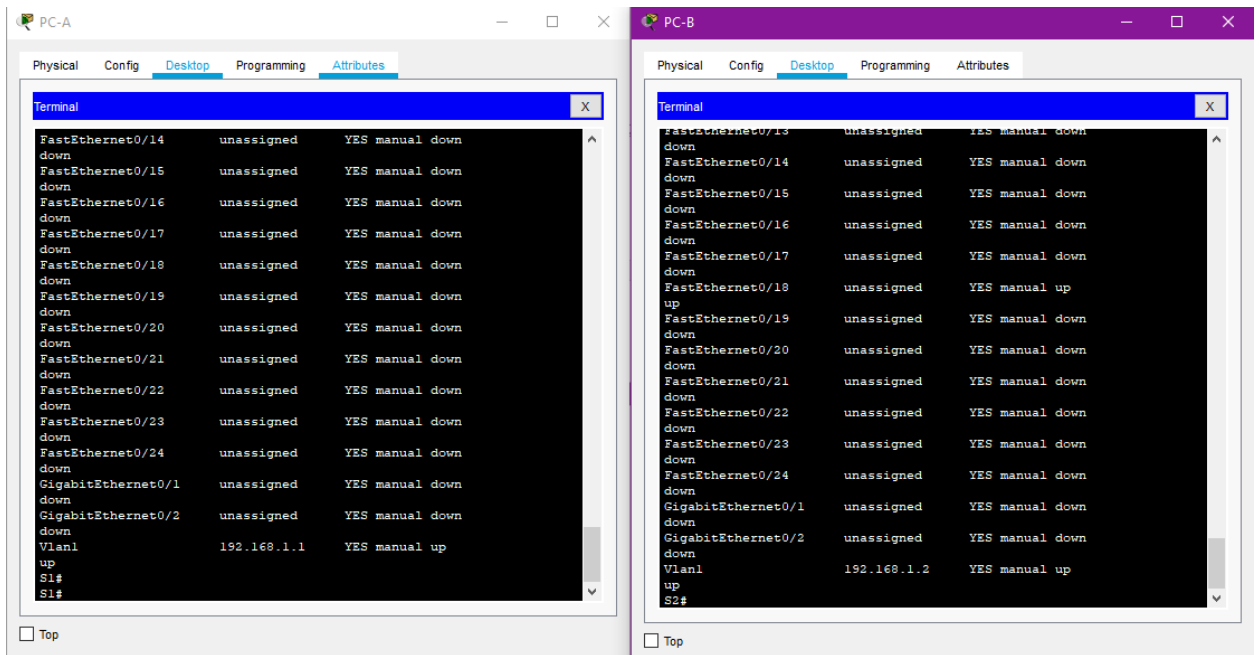 PC-A
Physical Config Desktop Programming Attributes
Terminal X
FastEthernet0/14 unassigned YES manual down
down
FastEthernet0/15 unassigned YES manual down
down
FastEthernet0/16 unassigned YES manual down
down
FastEthernet0/17 unassigned YES manual down
down
FastEthernet0/18 unassigned YES manual down
down
FastEthernet0/19 unassigned YES manual down
down
FastEthernet0/20 unassigned YES manual down
down
FastEthernet0/21 unassigned YES manual down
down
FastEthernet0/22 unassigned YES manual down
down
FastEthernet0/23 unassigned YES manual down
down
FastEthernet0/24 unassigned YES manual down
down
GigabitEthernet0/1 unassigned YES manual down
down
GigabitEthernet0/2 unassigned YES manual down
down
Vlan1 192.168.1.1 YES manual up
up
S1#
S1#
Top
PC-B
Physical Config Desktop Programming Attributes
Terminal X
FastEthernet0/13 unassigned YES manual down
down
FastEthernet0/14 unassigned YES manual down
down
FastEthernet0/15 unassigned YES manual down
down
FastEthernet0/16 unassigned YES manual down
down
FastEthernet0/17 unassigned YES manual down
down
FastEthernet0/18 unassigned YES manual up
up
FastEthernet0/19 unassigned YES manual down
down
FastEthernet0/20 unassigned YES manual down
down
FastEthernet0/21 unassigned YES manual down
down
FastEthernet0/22 unassigned YES manual down
down
FastEthernet0/23 unassigned YES manual down
down
FastEthernet0/24 unassigned YES manual down
down
GigabitEthernet0/1 unassigned YES manual down
down
GigabitEthernet0/2 unassigned YES manual down
down
Vlan1 192.168.1.2 YES manual up
up
S2#
Top